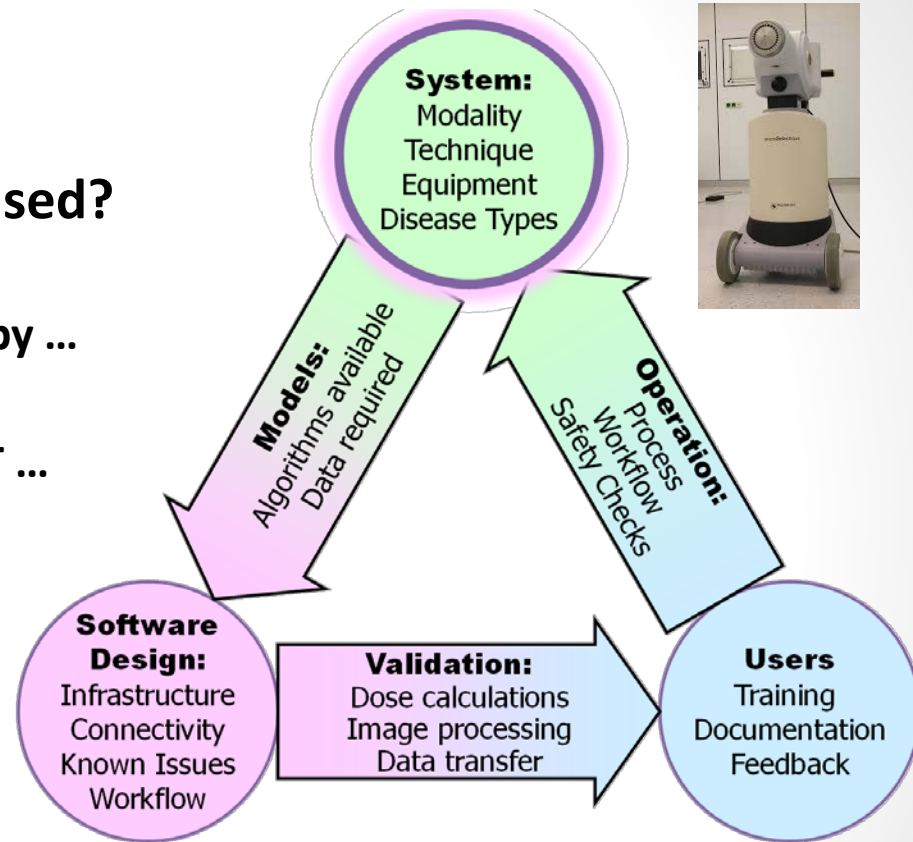 System:
Modality
Technique
Equipment
Disease Types
sed?
by ...
...
Models:
Algorithms available
Data required
Operation:
Process
Workflow
Safety Checks
Software
Design:
Infrastructure
Connectivity
Known Issues
Workflow
Validation:
Dose calculations
Image processing
Data transfer
Users
Training
Documentation
Feedback